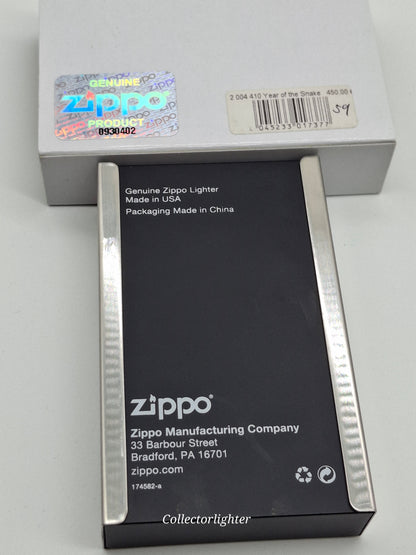 GENUINE
zippo
PRODUCT
0930402
2.004.410 Year of the Snake 450.00 €
L 045233 017377
59
Genuine Zippo Lighter
Made in USA
Packaging Made in China
zippo
Zippo Manufacturing Company
33 Barbour Street
Bradford, PA 16701
zippo.com
174582-a
Collectorlighter